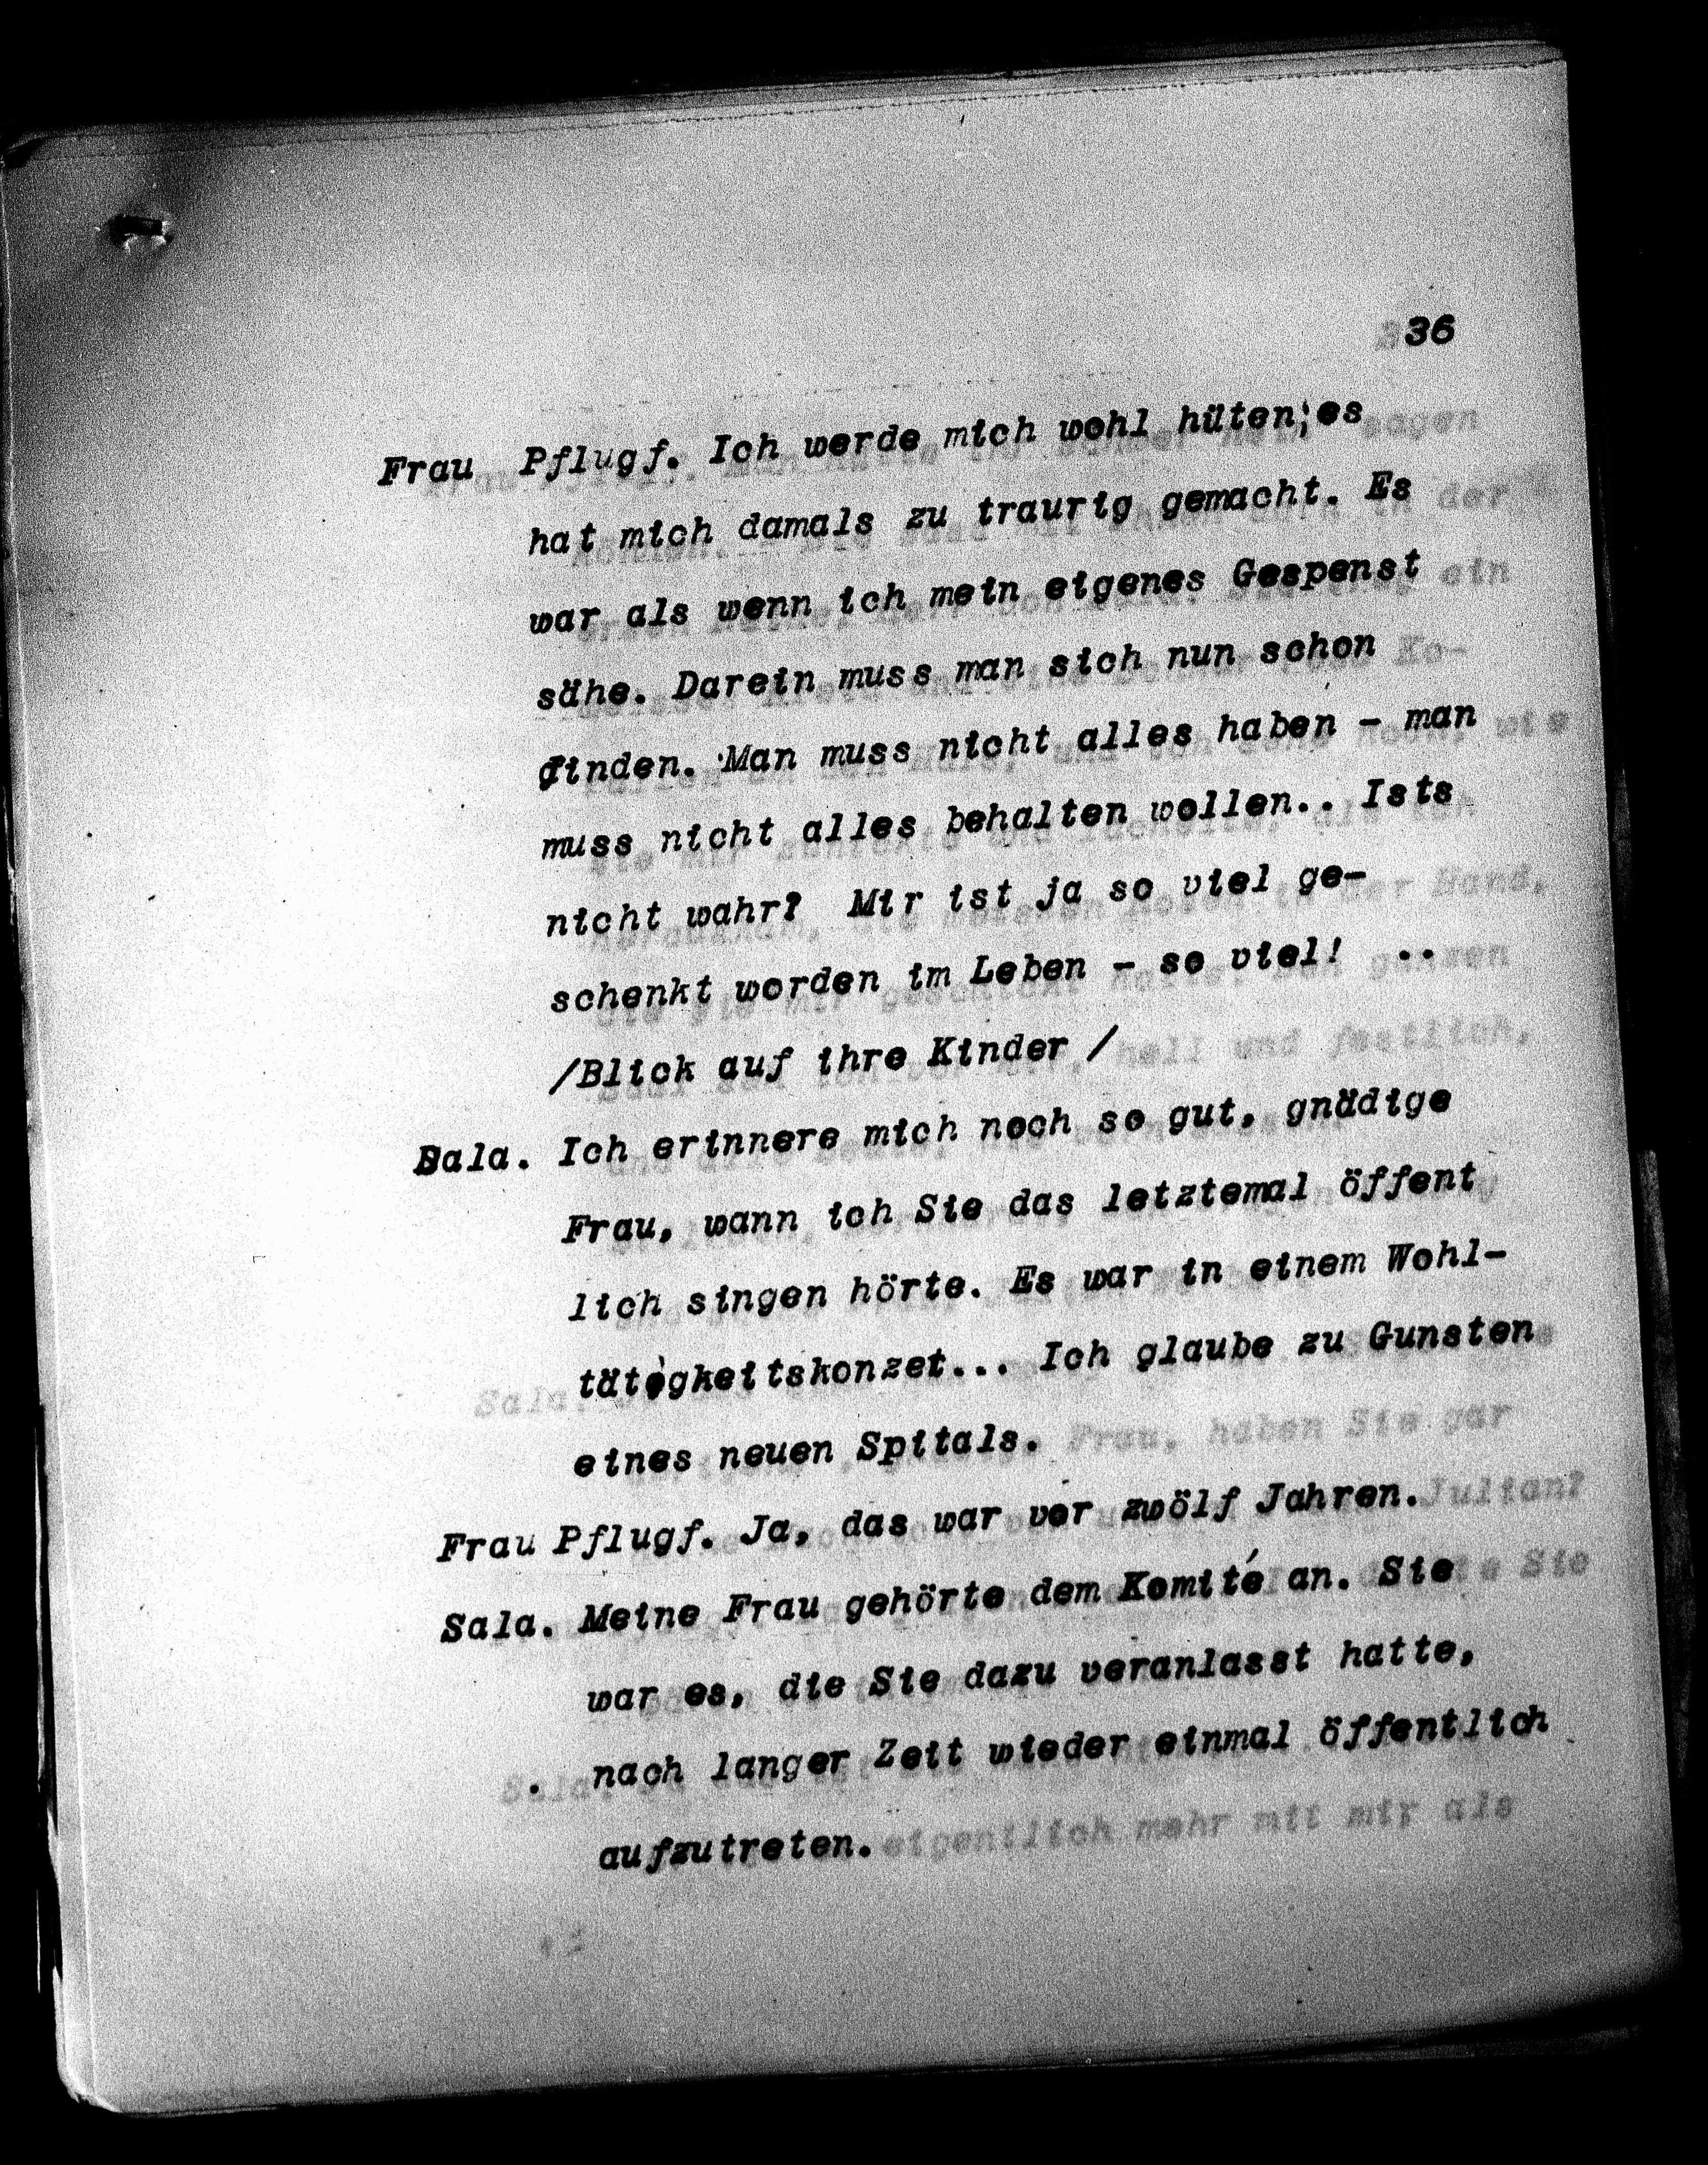 36
Frau Pflugf. Ich werde mich wohl hüten; es
hat mich damals zu traurig gemacht. Es
war als wenn ich mein eigenes Gespenst
sähe. Darein muss man sich nun schon
finden. Man muss nicht alles haben - man
muss nicht alles behalten wollen.. Ists
nicht wahr? Mir ist ja so viel ge-
schenkt worden im Leben - so viel! ..
/Blick auf ihre Kinder /
Sala. Ich erinnere mich noch so gut, gnädige
Frau, wann ich Sie das letztemal öffent
lich singen hörte. Es war in einem Wohl-
tätigkeitskonzet... Ich glaube zu Gunsten
eines neuen Spitals.
Frau Pflugf. Ja, das war vor zwölf Jahren.
Sala. Meine Frau gehörte dem Komité an. Sie
war es, die Sie dazu veranlasst hatte,
. nach langer Zeit wieder einmal öffentlich
aufzutreten.